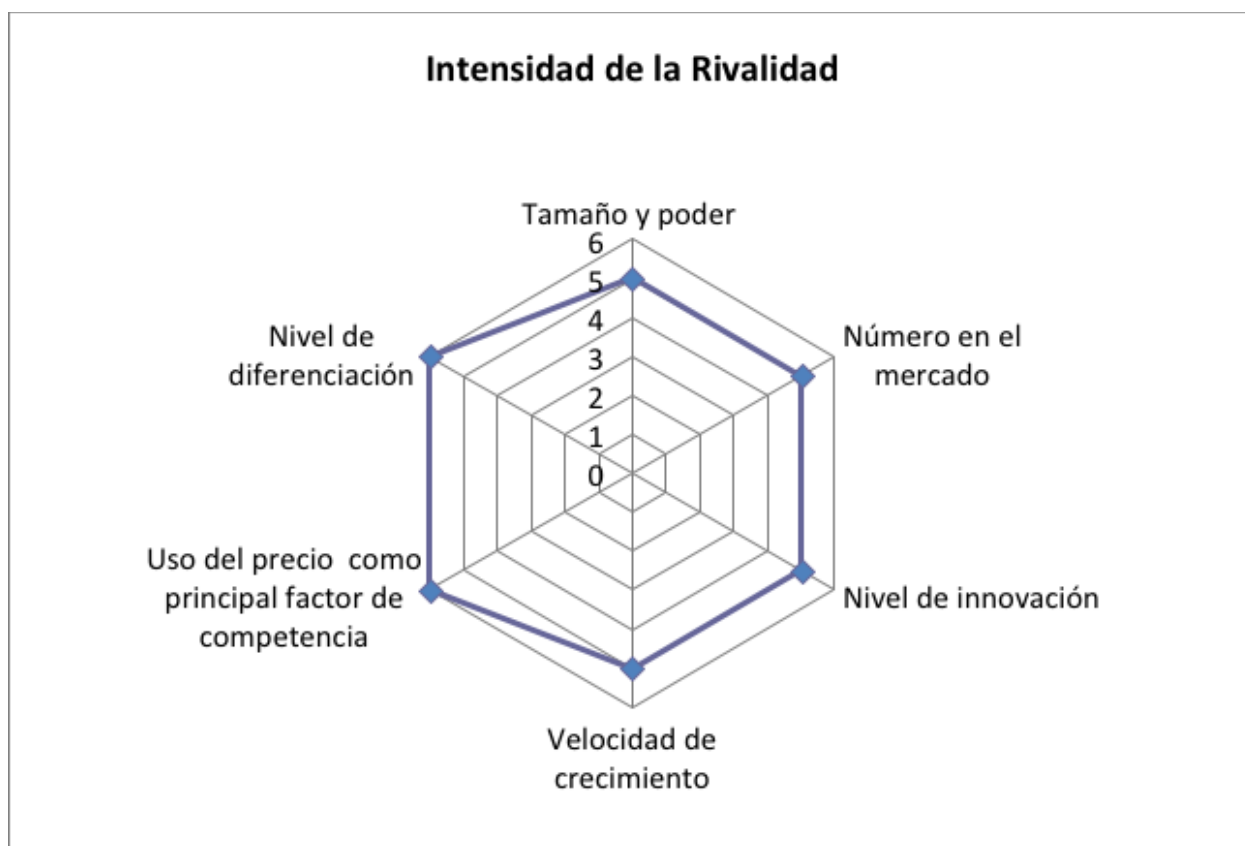 Intensidad de la Rivalidad
Tamaño y poder
6
5
4
3
2
1
0
Número en el
mercado
Nivel de innovación
Velocidad de
crecimiento
Uso del precio  como
principal factor de
competencia
Nivel de
diferenciación